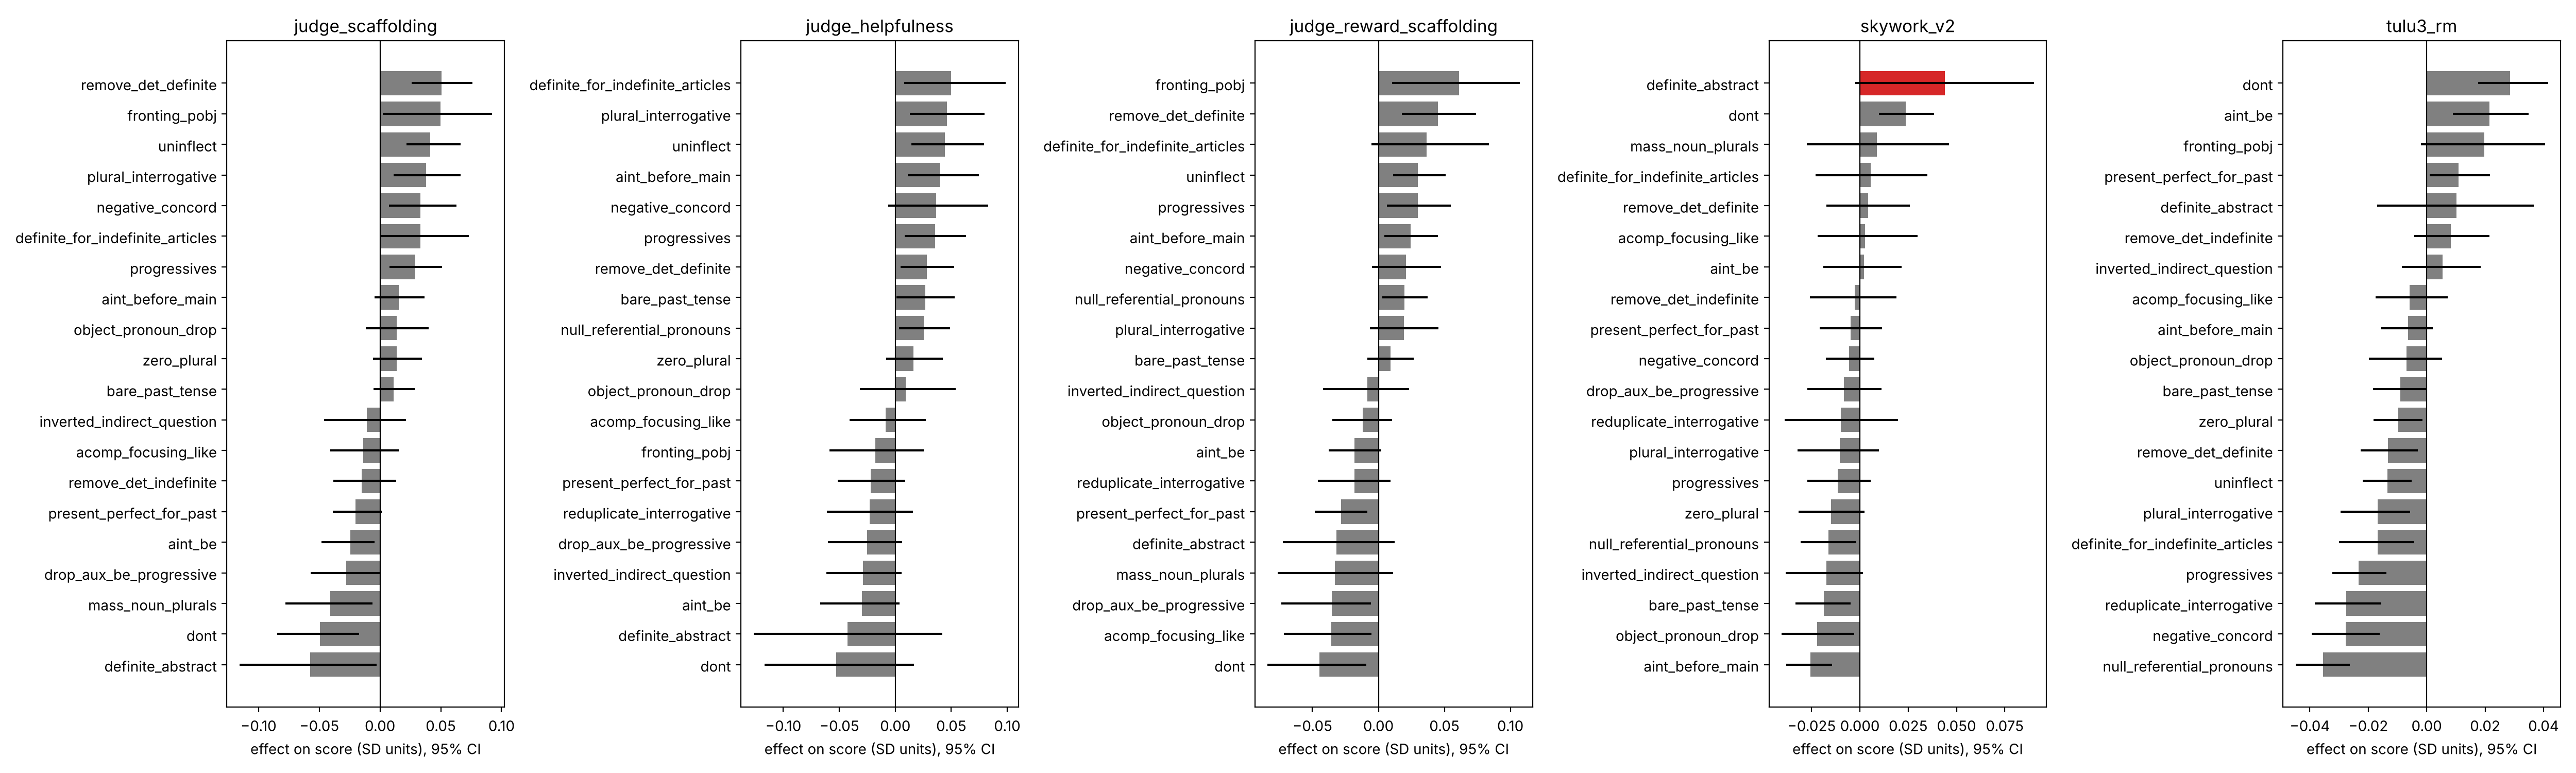 judge_scaffolding
remove_det_definite
fronting_pobj
uninflect
plural_interrogative
negative_concord
definite_for_indefinite_articles
progressives
aint_before_main
object_pronoun_drop
zero_plural
bare_past_tense
inverted_indirect_question
acomp_focusing_like
remove_det_indefinite
present_perfect_for_past
aint_be
drop_aux_be_progressive
mass_noun_plurals
dont
definite_abstract
−0.10 −0.05 0.00 0.05 0.10
effect on score (SD units), 95% CI
judge_helpfulness
definite_for_indefinite_articles
plural_interrogative
uninflect
aint_before_main
negative_concord
progressives
remove_det_definite
bare_past_tense
null_referential_pronouns
zero_plural
object_pronoun_drop
acomp_focusing_like
fronting_pobj
present_perfect_for_past
reduplicate_interrogative
drop_aux_be_progressive
inverted_indirect_question
aint_be
definite_abstract
dont
−0.10 −0.05 0.00 0.05 0.10
effect on score (SD units), 95% CI
judge_reward_scaffolding
fronting_pobj
remove_det_definite
definite_for_indefinite_articles
uninflect
progressives
aint_before_main
negative_concord
null_referential_pronouns
plural_interrogative
bare_past_tense
inverted_indirect_question
object_pronoun_drop
aint_be
reduplicate_interrogative
present_perfect_for_past
definite_abstract
mass_noun_plurals
drop_aux_be_progressive
acomp_focusing_like
dont
−0.05 0.00 0.05 0.10
effect on score (SD units), 95% CI
skywork_v2
definite_abstract
dont
mass_noun_plurals
definite_for_indefinite_articles
remove_det_definite
acomp_focusing_like
aint_be
remove_det_indefinite
present_perfect_for_past
negative_concord
drop_aux_be_progressive
reduplicate_interrogative
plural_interrogative
progressives
zero_plural
null_referential_pronouns
inverted_indirect_question
bare_past_tense
object_pronoun_drop
aint_before_main
−0.025 0.000 0.025 0.050 0.075
effect on score (SD units), 95% CI
tulu3_rm
dont
aint_be
fronting_pobj
present_perfect_for_past
definite_abstract
remove_det_indefinite
inverted_indirect_question
acomp_focusing_like
aint_before_main
object_pronoun_drop
bare_past_tense
zero_plural
remove_det_definite
uninflect
plural_interrogative
definite_for_indefinite_articles
progressives
reduplicate_interrogative
negative_concord
null_referential_pronouns
−0.04 −0.02 0.00 0.02 0.04
effect on score (SD units), 95% CI